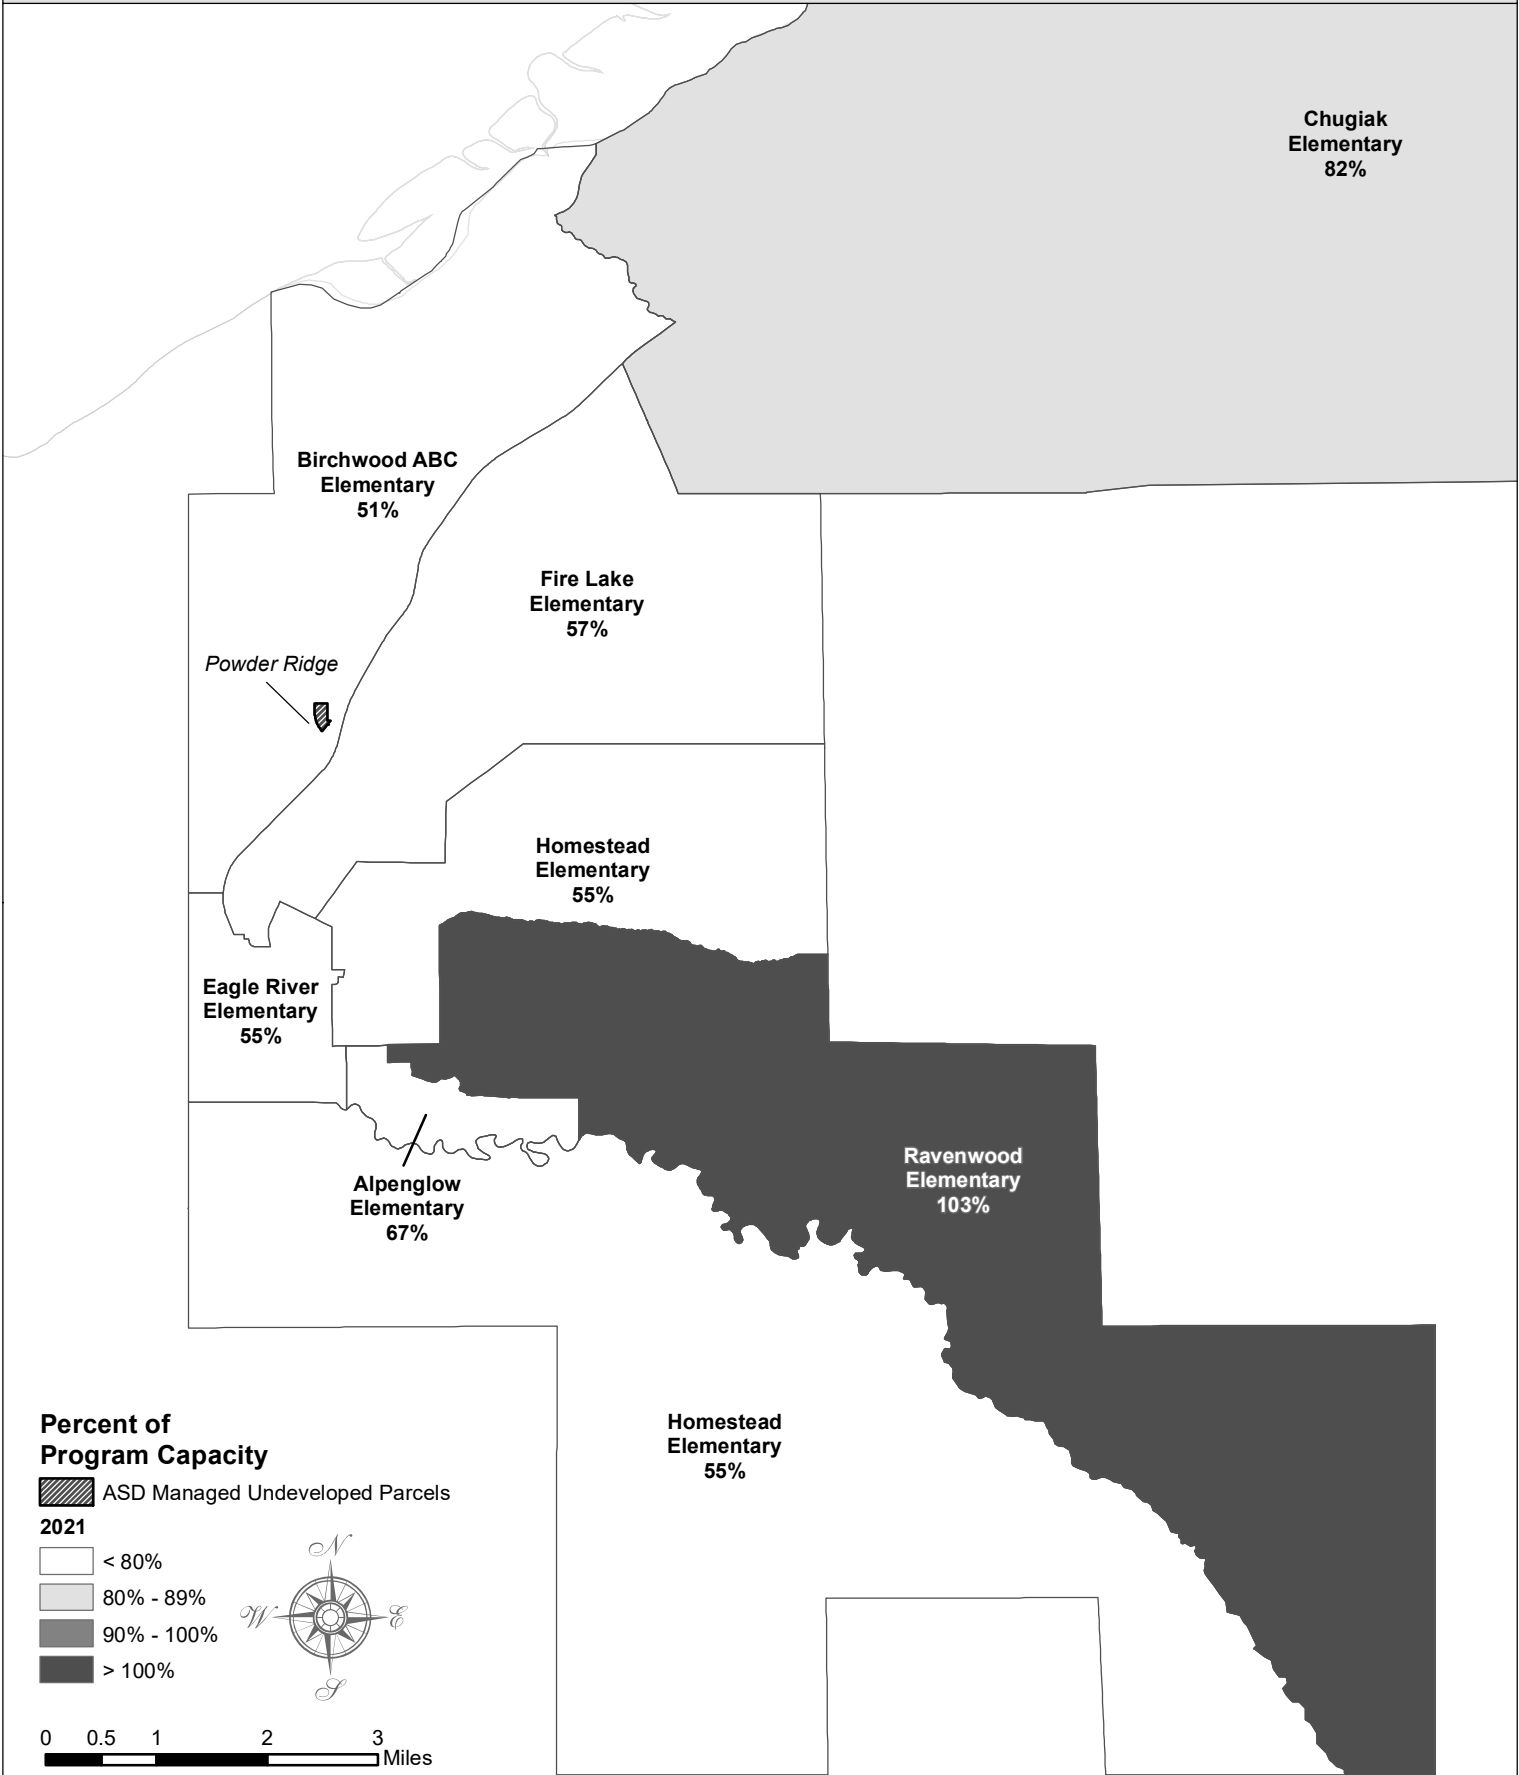 Chugiak
Elementary
82%
Birchwood ABC
Elementary
51%
Fire Lake
Elementary
57%
Powder Ridge
Homestead
Elementary
55%
Eagle River
Elementary
55%
Ravenwood
Elementary
103%
Alpenglow
Elementary
67%
Homestead
Elementary
55%
Percent of
Program Capacity
ASD Managed Undeveloped Parcels
2021
< 80%
80% - 89%
90% - 100%
> 100%
N
W E
S
0 0.5 1 2 3
Miles